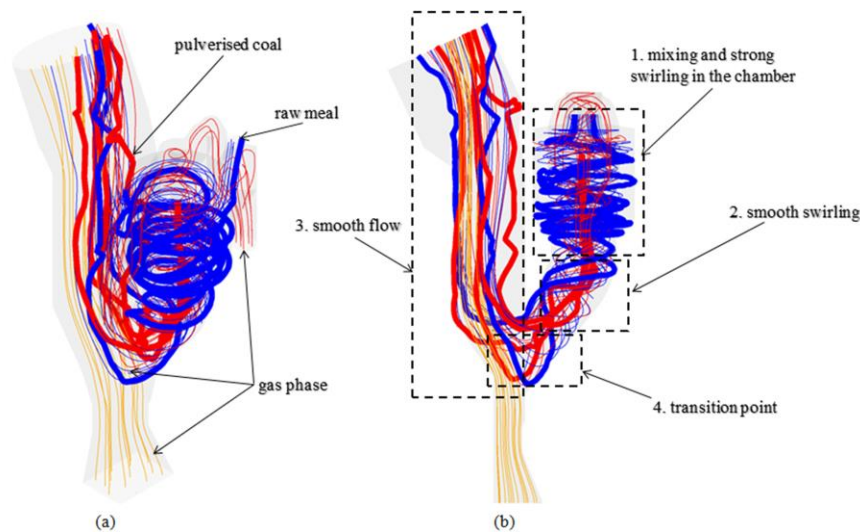 pulverised coal
raw meal
gas phase
(a)
1. mixing and strong
swirling in the chamber
2. smooth swirling
3. smooth flow
4. transition point
(b)